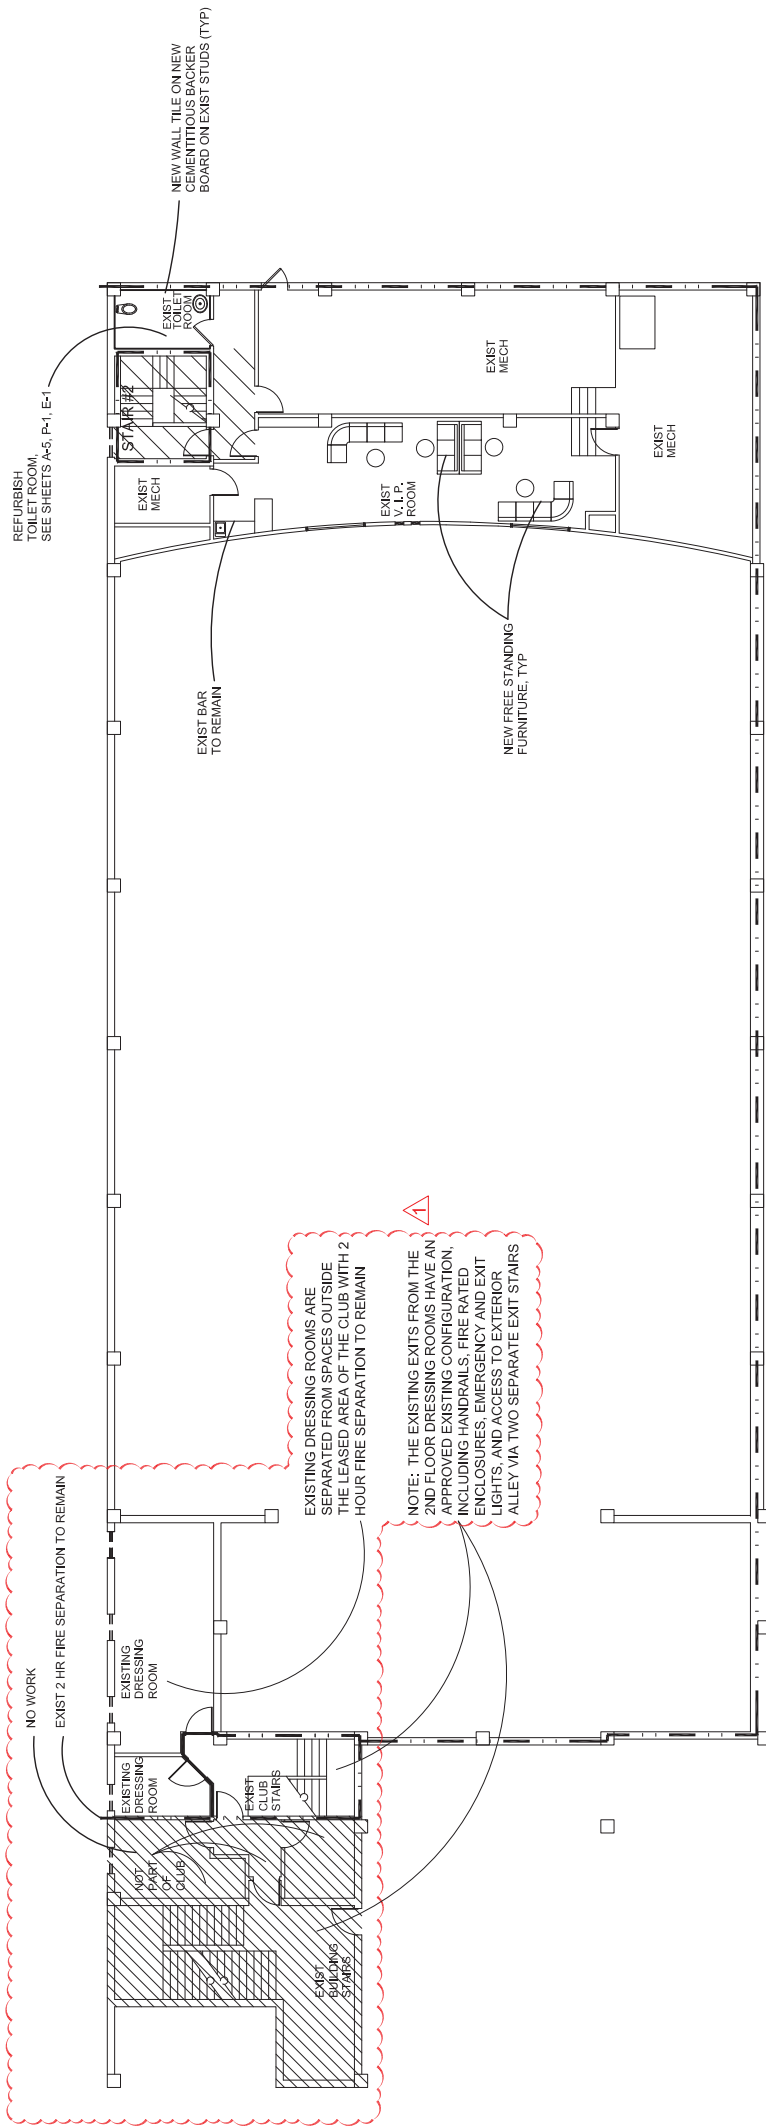 NO WORK
EXIST 2 HR FIRE SEPARATION TO REMAIN
REFURBISH
TOILET ROOM,
SEE SHEETS A-5, P-1, E-1
NEW WALL TILE ON NEW
CEMENTITIOUS BACKER
BOARD ON EXIST STUDS (TYP)
NOT
PART
OF
CLUB
EXISTING
DRESSING
ROOM
EXISTING
DRESSING
ROOM
EXIST
MECH
STAIR #2
EXIST
TOILET
ROOM
EXIST BAR
TO REMAIN
EXIST
CLUB
STAIRS
EXIST
BUILDING
STAIRS
EXISTING DRESSING ROOMS ARE
SEPARATED FROM SPACES OUTSIDE
THE LEASED AREA OF THE CLUB WITH 2
HOUR FIRE SEPARATION TO REMAIN
1
NOTE: THE EXISTING EXITS FROM THE
2ND FLOOR DRESSING ROOMS HAVE AN
APPROVED EXISTING CONFIGURATION,
INCLUDING HANDRAILS, FIRE RATED
ENCLOSURES, EMERGENCY AND EXIT
LIGHTS, AND ACCESS TO EXTERIOR
ALLEY VIA TWO SEPARATE EXIT STAIRS
EXIST
V. I. P.
ROOM
EXIST
MECH
NEW FREE STANDING
FURNITURE, TYP
EXIST
MECH